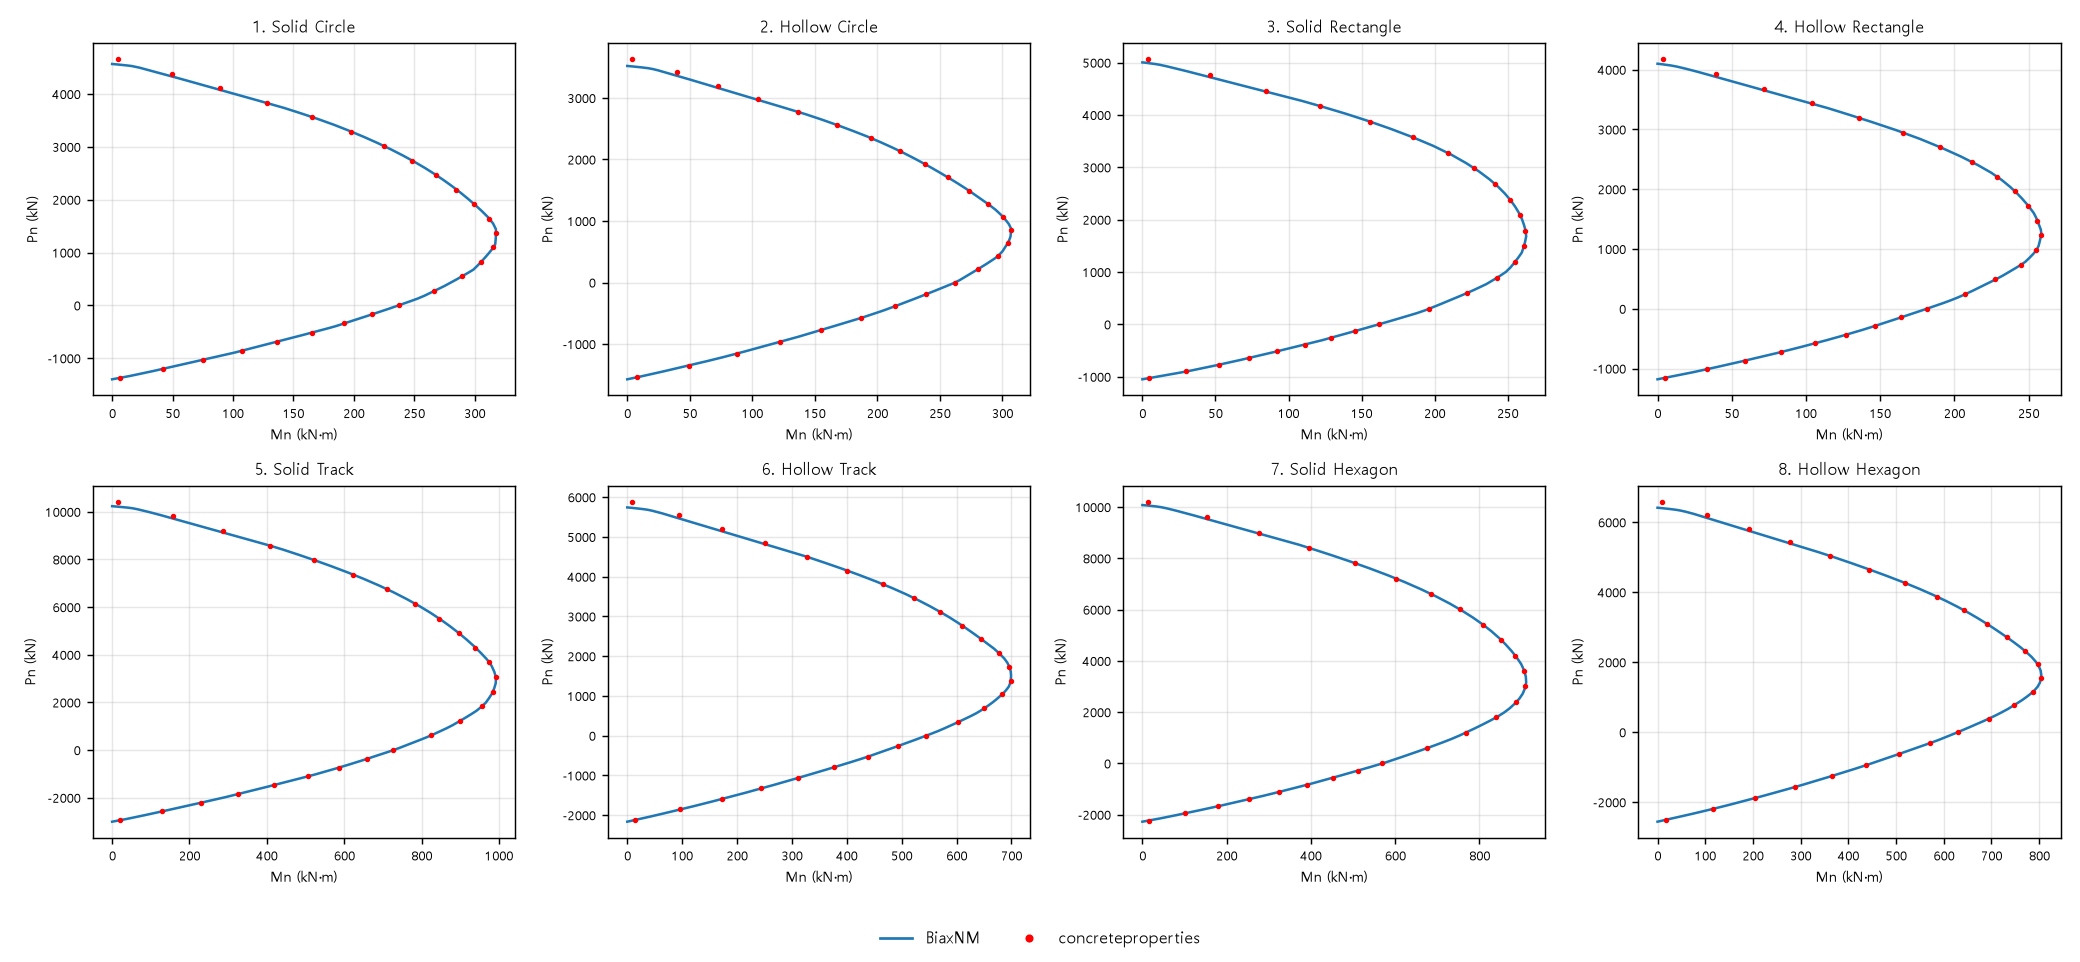 1. Solid Circle
Pn (kN)
4000
3000
2000
1000
0
-1000
0 50 100 150 200 250 300
Mn (kN·m)
2. Hollow Circle
Pn (kN)
3000
2000
1000
0
-1000
0 50 100 150 200 250 300
Mn (kN·m)
3. Solid Rectangle
Pn (kN)
5000
4000
3000
2000
1000
0
-1000
0 50 100 150 200 250
Mn (kN·m)
4. Hollow Rectangle
Pn (kN)
4000
3000
2000
1000
0
-1000
0 50 100 150 200 250
Mn (kN·m)
5. Solid Track
Pn (kN)
10000
8000
6000
4000
2000
0
-2000
0 200 400 600 800 1000
Mn (kN·m)
6. Hollow Track
Pn (kN)
6000
5000
4000
3000
2000
1000
0
-1000
-2000
0 100 200 300 400 500 600 700
Mn (kN·m)
7. Solid Hexagon
Pn (kN)
10000
8000
6000
4000
2000
0
-2000
0 200 400 600 800
Mn (kN·m)
8. Hollow Hexagon
Pn (kN)
6000
4000
2000
0
-2000
0 100 200 300 400 500 600 700 800
Mn (kN·m)
BiaxNM concreteproperties